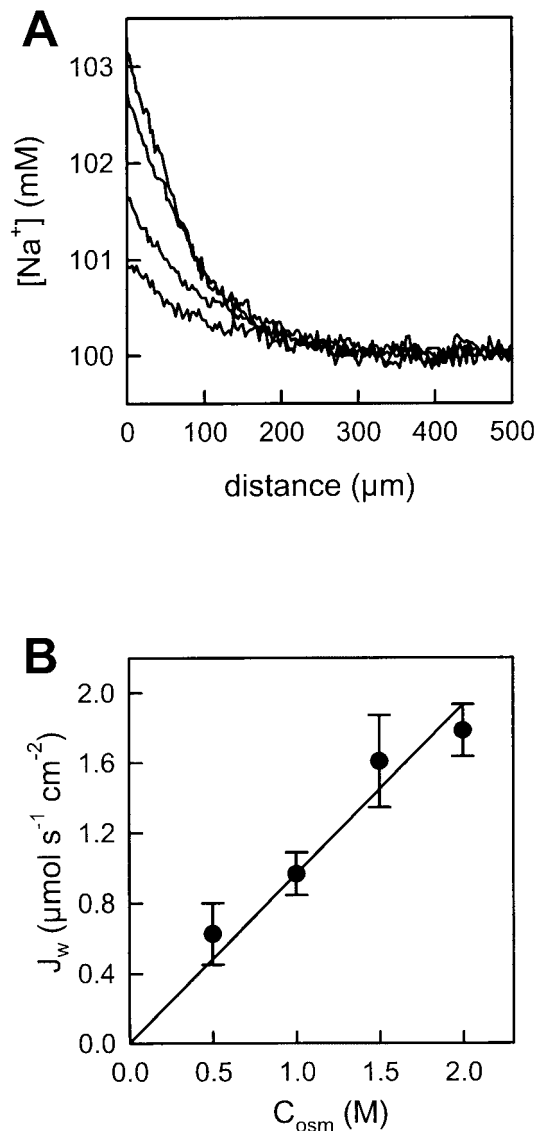 A
103
102
101
100
[Na⁺] (mM)
0 100 200 300 400 500
distance (µm)
B
2.0
1.6
1.2
0.8
0.4
0.0
J_w (µmol s⁻¹ cm⁻²)
0.0 0.5 1.0 1.5 2.0
C_osm (M)